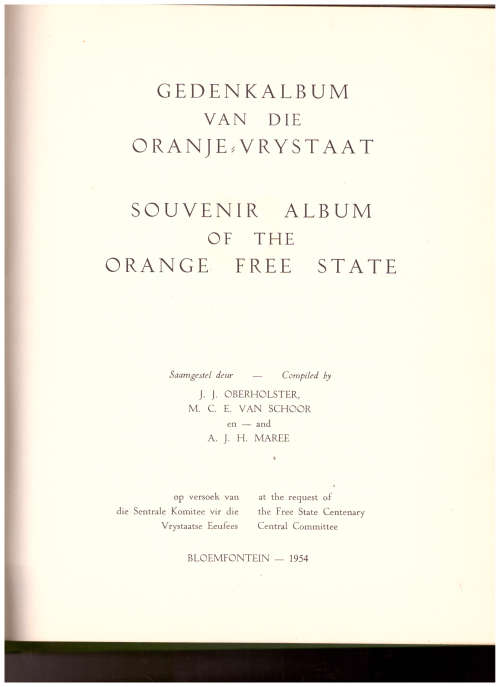 GEDENKALBUM
VAN DIE
ORANJE-VRYSTAAT
SOUVENIR ALBUM
OF THE
ORANGE FREE STATE
Saamgestel deur — Compiled by
J. J. OBERHOLSTER,
M. C. E. VAN SCHOOR
en — and
A. J. H. MAREE
op versoek van
die Sentrale Komitee vir die
Vrystaatse Eeufees
at the request of
the Free State Centenary
Central Committee
BLOEMFONTEIN — 1954